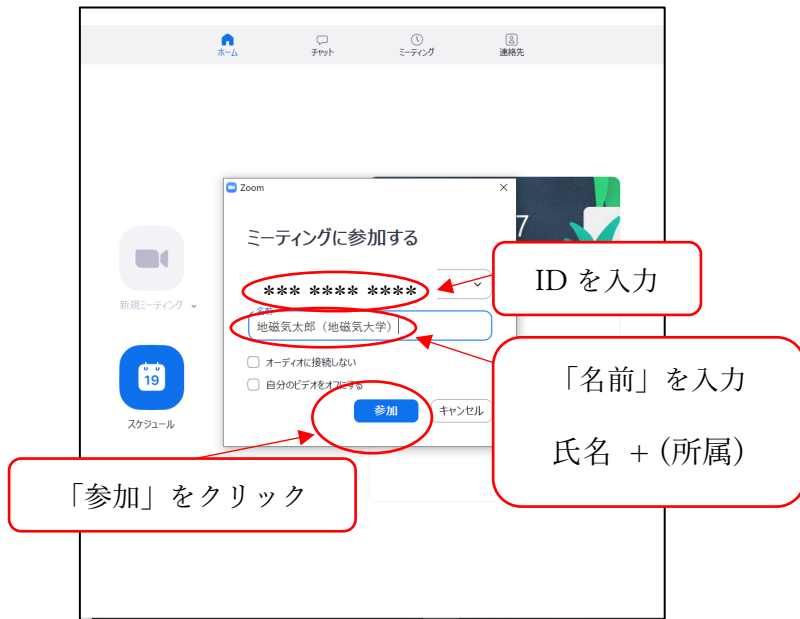 ホーム
チャット
ミーティング
連絡先
Zoom
7
ミーティングに参加する
*** **** ****
ID を入力
新規ミーティング
名前
地磁気太郎（地磁気大学）
「名前」を入力
氏名 + (所属)
オーディオに接続しない
自分のビデオをオフにする
19
参加
キャンセル
スケジュール
「参加」をクリック